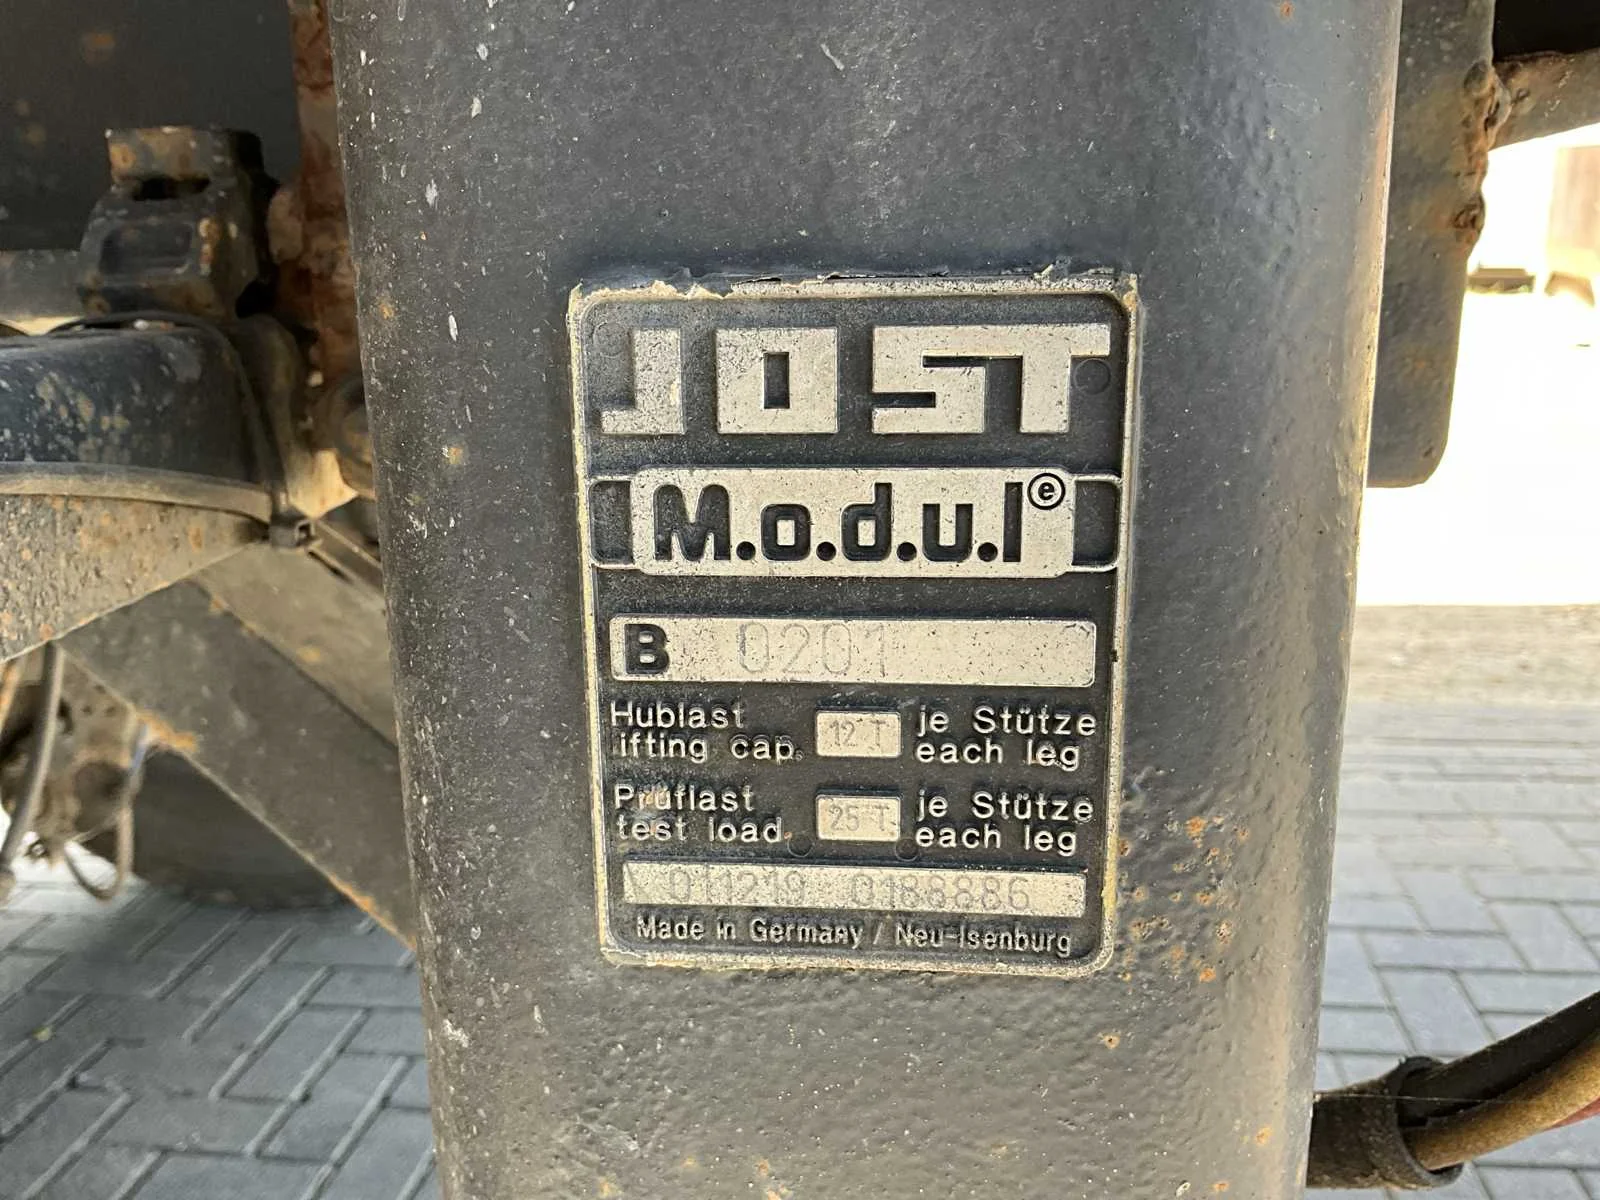 JOST
M.o.d.u.l ⓔ
B 0201
Hublast 12 T je Stütze
lifting cap. each leg
Prüflast 25 T je Stütze
test load each leg
011219 0188886
Made in Germany / Neu-Isenburg